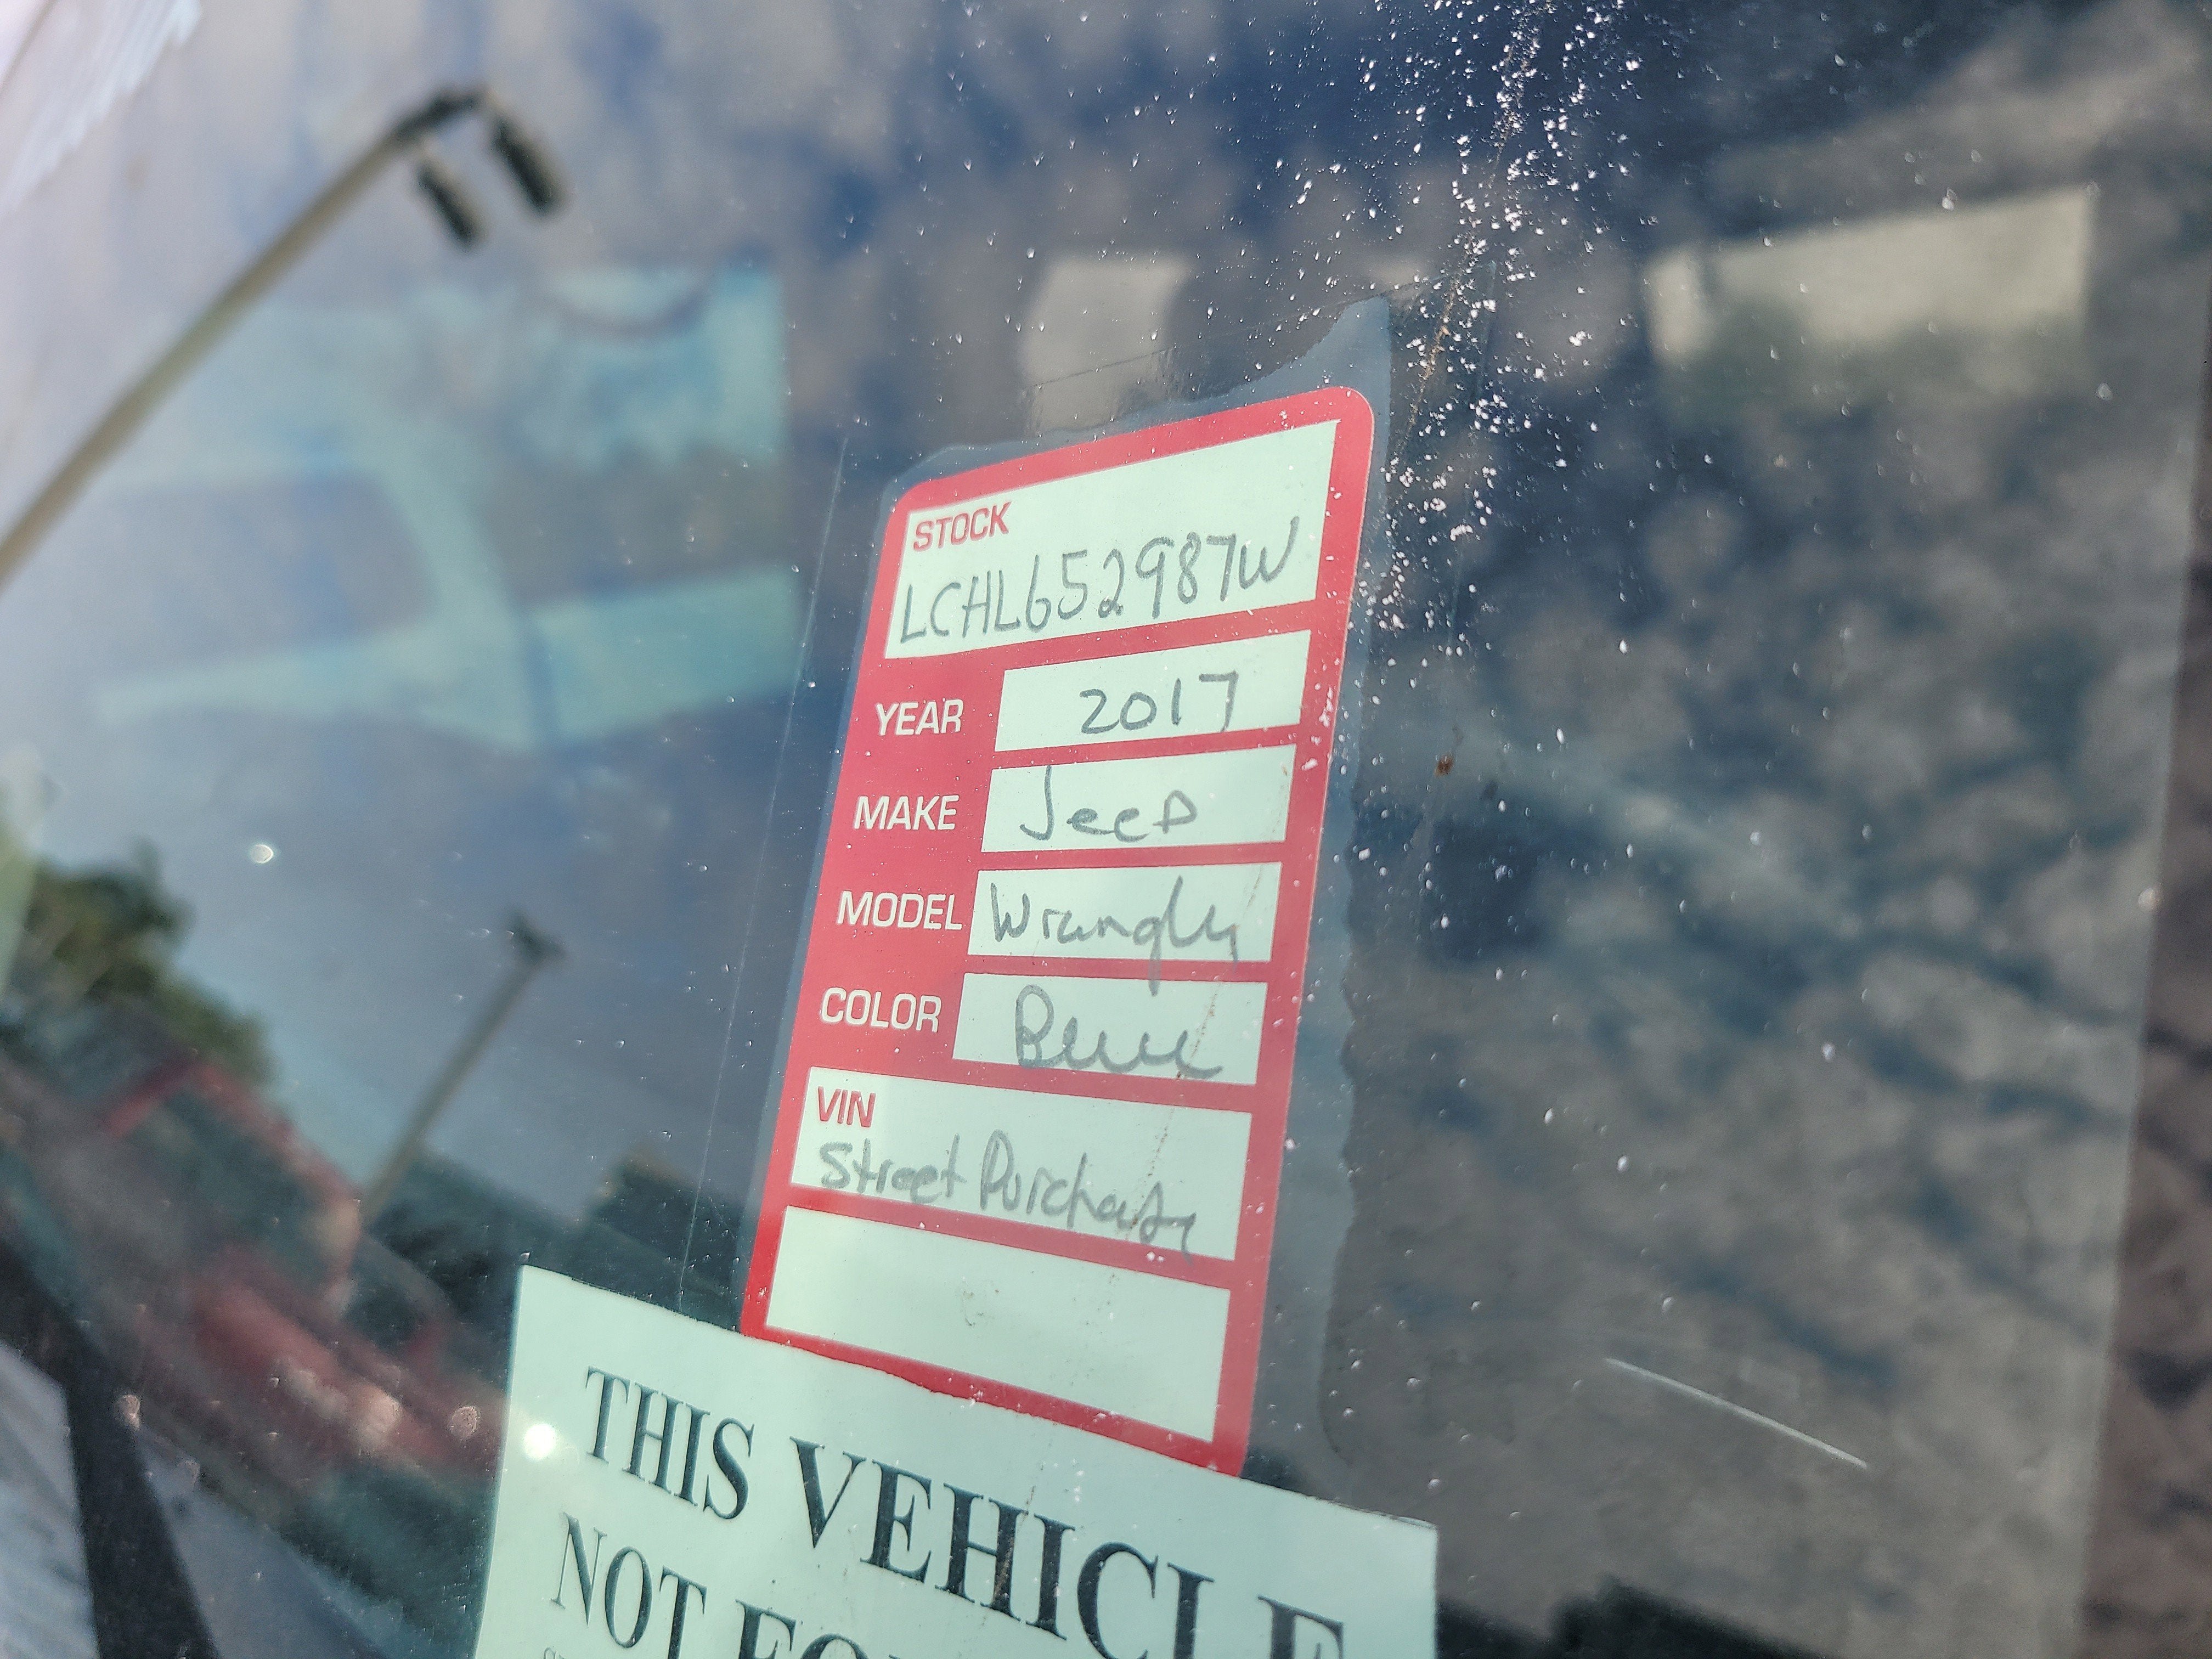 STOCK
LCHL652987W
YEAR 2017
MAKE Jeep
MODEL Wrangler
COLOR Blue
VIN
Street Purchase
THIS VEHICLE
NOT FO